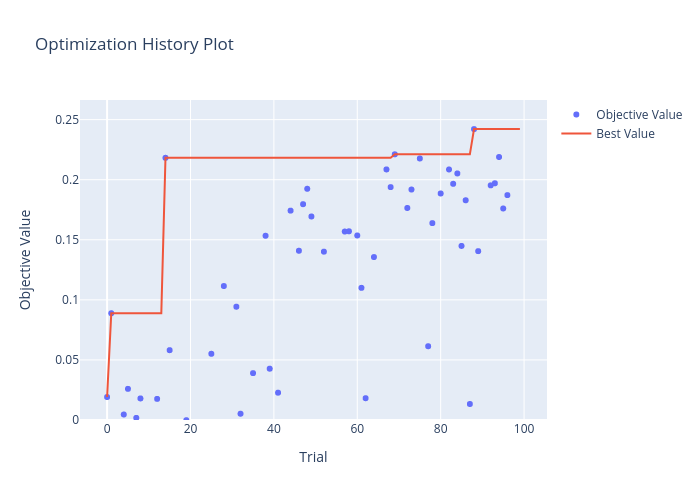 Optimization History Plot
Objective Value
Best Value
0.25
0.2
0.15
0.1
0.05
0
0 20 40 60 80 100
Trial
Objective Value